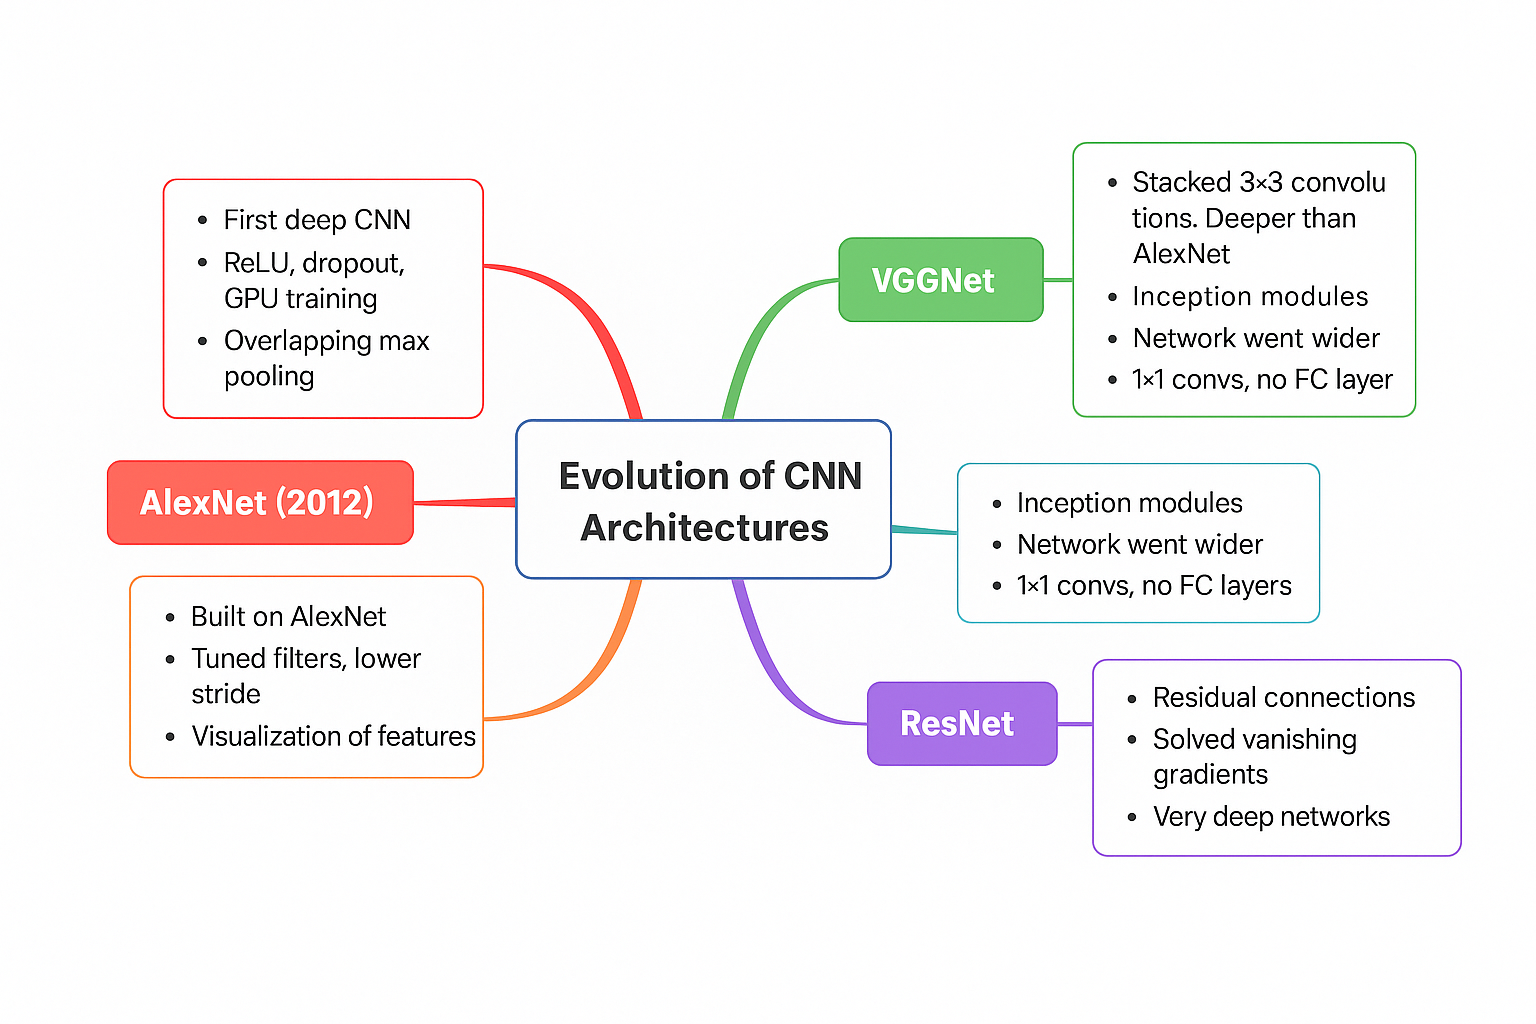 • First deep CNN
• ReLU, dropout,
GPU training
• Overlapping max
pooling
AlexNet (2012)
• Built on AlexNet
• Tuned filters, lower
stride
• Visualization of features
Evolution of CNN
Architectures
VGGNet
• Stacked 3×3 convolu
tions. Deeper than
AlexNet
• Inception modules
• Network went wider
• 1×1 convs, no FC layer
• Inception modules
• Network went wider
• 1×1 convs, no FC layers
ResNet
• Residual connections
• Solved vanishing
gradients
• Very deep networks